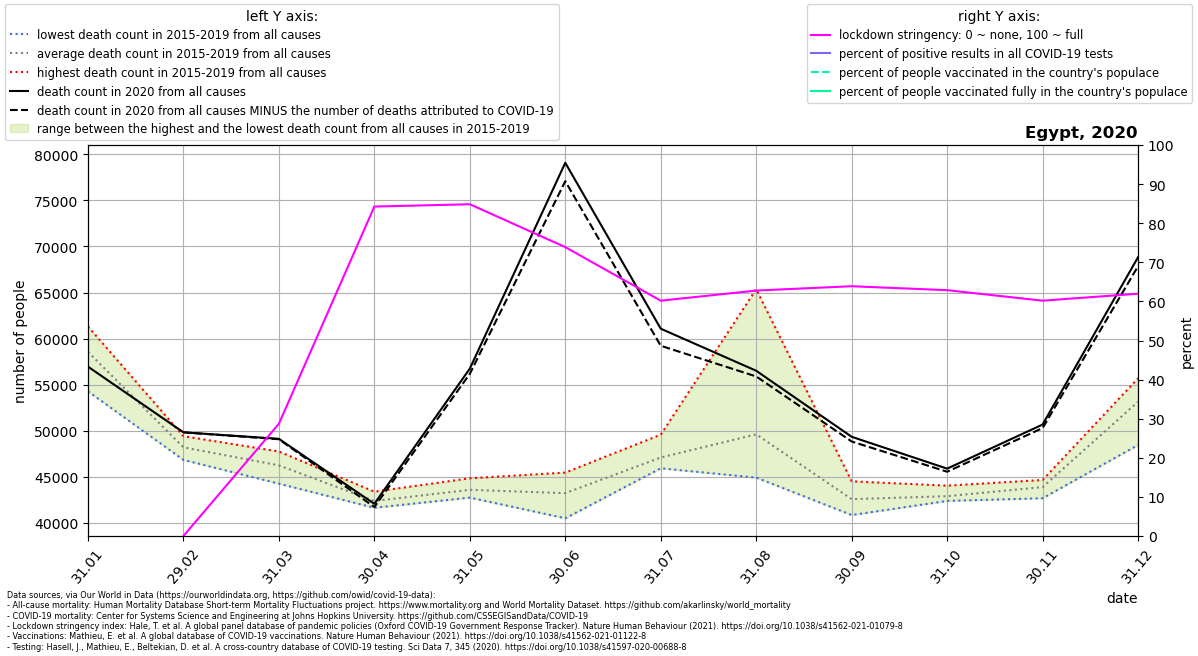 left Y axis:
lowest death count in 2015-2019 from all causes
average death count in 2015-2019 from all causes
highest death count in 2015-2019 from all causes
death count in 2020 from all causes
death count in 2020 from all causes MINUS the number of deaths attributed to COVID-19
range between the highest and the lowest death count from all causes in 2015-2019
right Y axis:
lockdown stringency: 0 ~ none, 100 ~ full
percent of positive results in all COVID-19 tests
percent of people vaccinated in the country's populace
percent of people vaccinated fully in the country's populace
Egypt, 2020
number of people
80000
75000
70000
65000
60000
55000
50000
45000
40000
100
90
80
70
60
50
40
30
20
10
0
percent
31.01
29.02
31.03
30.04
31.05
30.06
31.07
31.08
30.09
31.10
30.11
31.12
date
Data sources, via Our World in Data (https://ourworldindata.org, https://github.com/owid/covid-19-data):
- All-cause mortality: Human Mortality Database Short-term Mortality Fluctuations project. https://www.mortality.org and World Mortality Dataset. https://github.com/akarlinsky/world_mortality
- COVID-19 mortality: Center for Systems Science and Engineering at Johns Hopkins University. https://github.com/CSSEGISandData/COVID-19
- Lockdown stringency index: Hale, T. et al. A global panel database of pandemic policies (Oxford COVID-19 Government Response Tracker). Nature Human Behaviour (2021). https://doi.org/10.1038/s41562-021-01079-8
- Vaccinations: Mathieu, E. et al. A global database of COVID-19 vaccinations. Nature Human Behaviour (2021). https://doi.org/10.1038/s41562-021-01122-8
- Testing: Hasell, J., Mathieu, E., Beltekian, D. et al. A cross-country database of COVID-19 testing. Sci Data 7, 345 (2020). https://doi.org/10.1038/s41597-020-00688-8